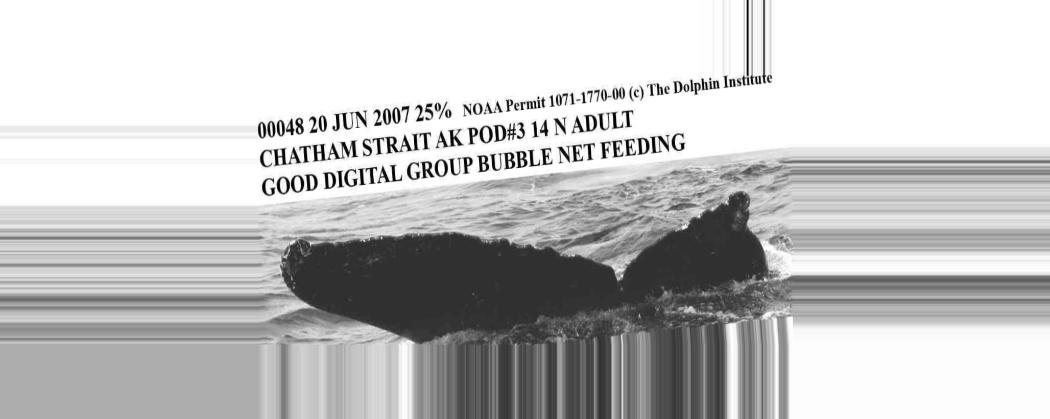 00048 20 JUN 2007 25% NOAA Permit 1071-1770-00 (c) The Dolphin Institute
CHATHAM STRAIT AK POD#3 14 N ADULT
GOOD DIGITAL GROUP BUBBLE NET FEEDING